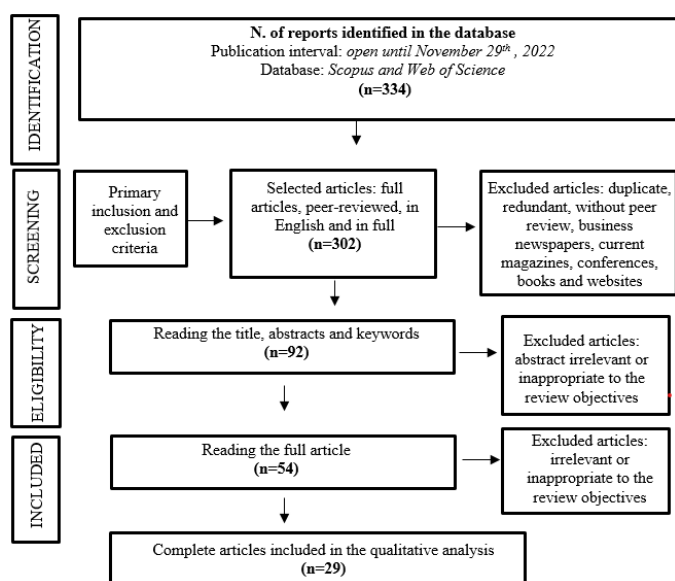 IDENTIFICATION
N. of reports identified in the database
Publication interval: open until November 29th , 2022
Database: Scopus and Web of Science
(n=334)
SCREENING
Primary
inclusion and
exclusion
criteria
Selected articles: full
articles, peer-reviewed, in
English and in full
(n=302)
Excluded articles: duplicate,
redundant, without peer
review, business
newspapers, current
magazines, conferences,
books and websites
ELIGIBILITY
Reading the title, abstracts and keywords
(n=92)
Excluded articles:
abstract irrelevant or
inappropriate to the
review objectives
INCLUDED
Reading the full article
(n=54)
Excluded articles:
irrelevant or
inappropriate to the
review objectives
Complete articles included in the qualitative analysis
(n=29)